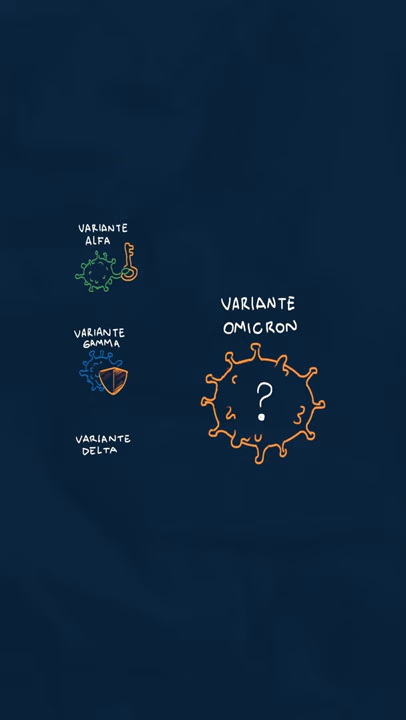 VARIANTE
ALFA
VARIANTE
GAMMA
VARIANTE
DELTA
VARIANTE
OMICRON
?